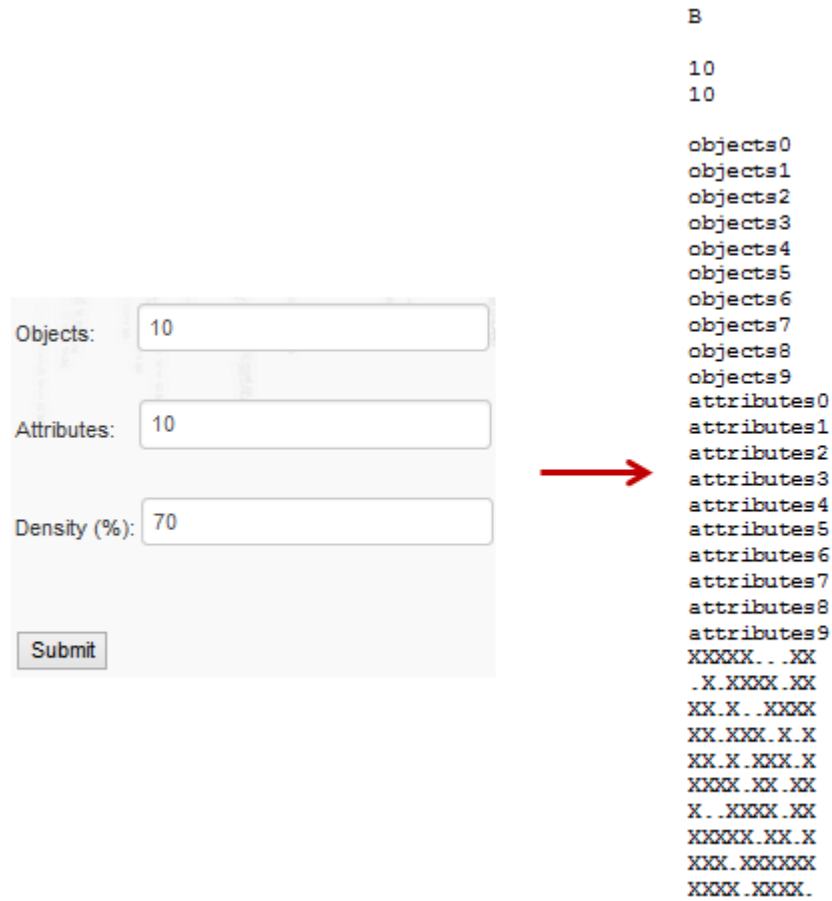 Objects: 10
Attributes: 10
Density (%): 70
Submit
B
10
10
objects0
objects1
objects2
objects3
objects4
objects5
objects6
objects7
objects8
objects9
attributes0
attributes1
attributes2
attributes3
attributes4
attributes5
attributes6
attributes7
attributes8
attributes9
XXXXX...XX
.X.XXXX.XX
XX.X..XXXX
XX.XXX.X.X
XX.X.XXX.X
XXXX.XX.XX
X..XXXX.XX
XXXXX.XX.X
XXX.XXXXXX
XXXX.XXXX.